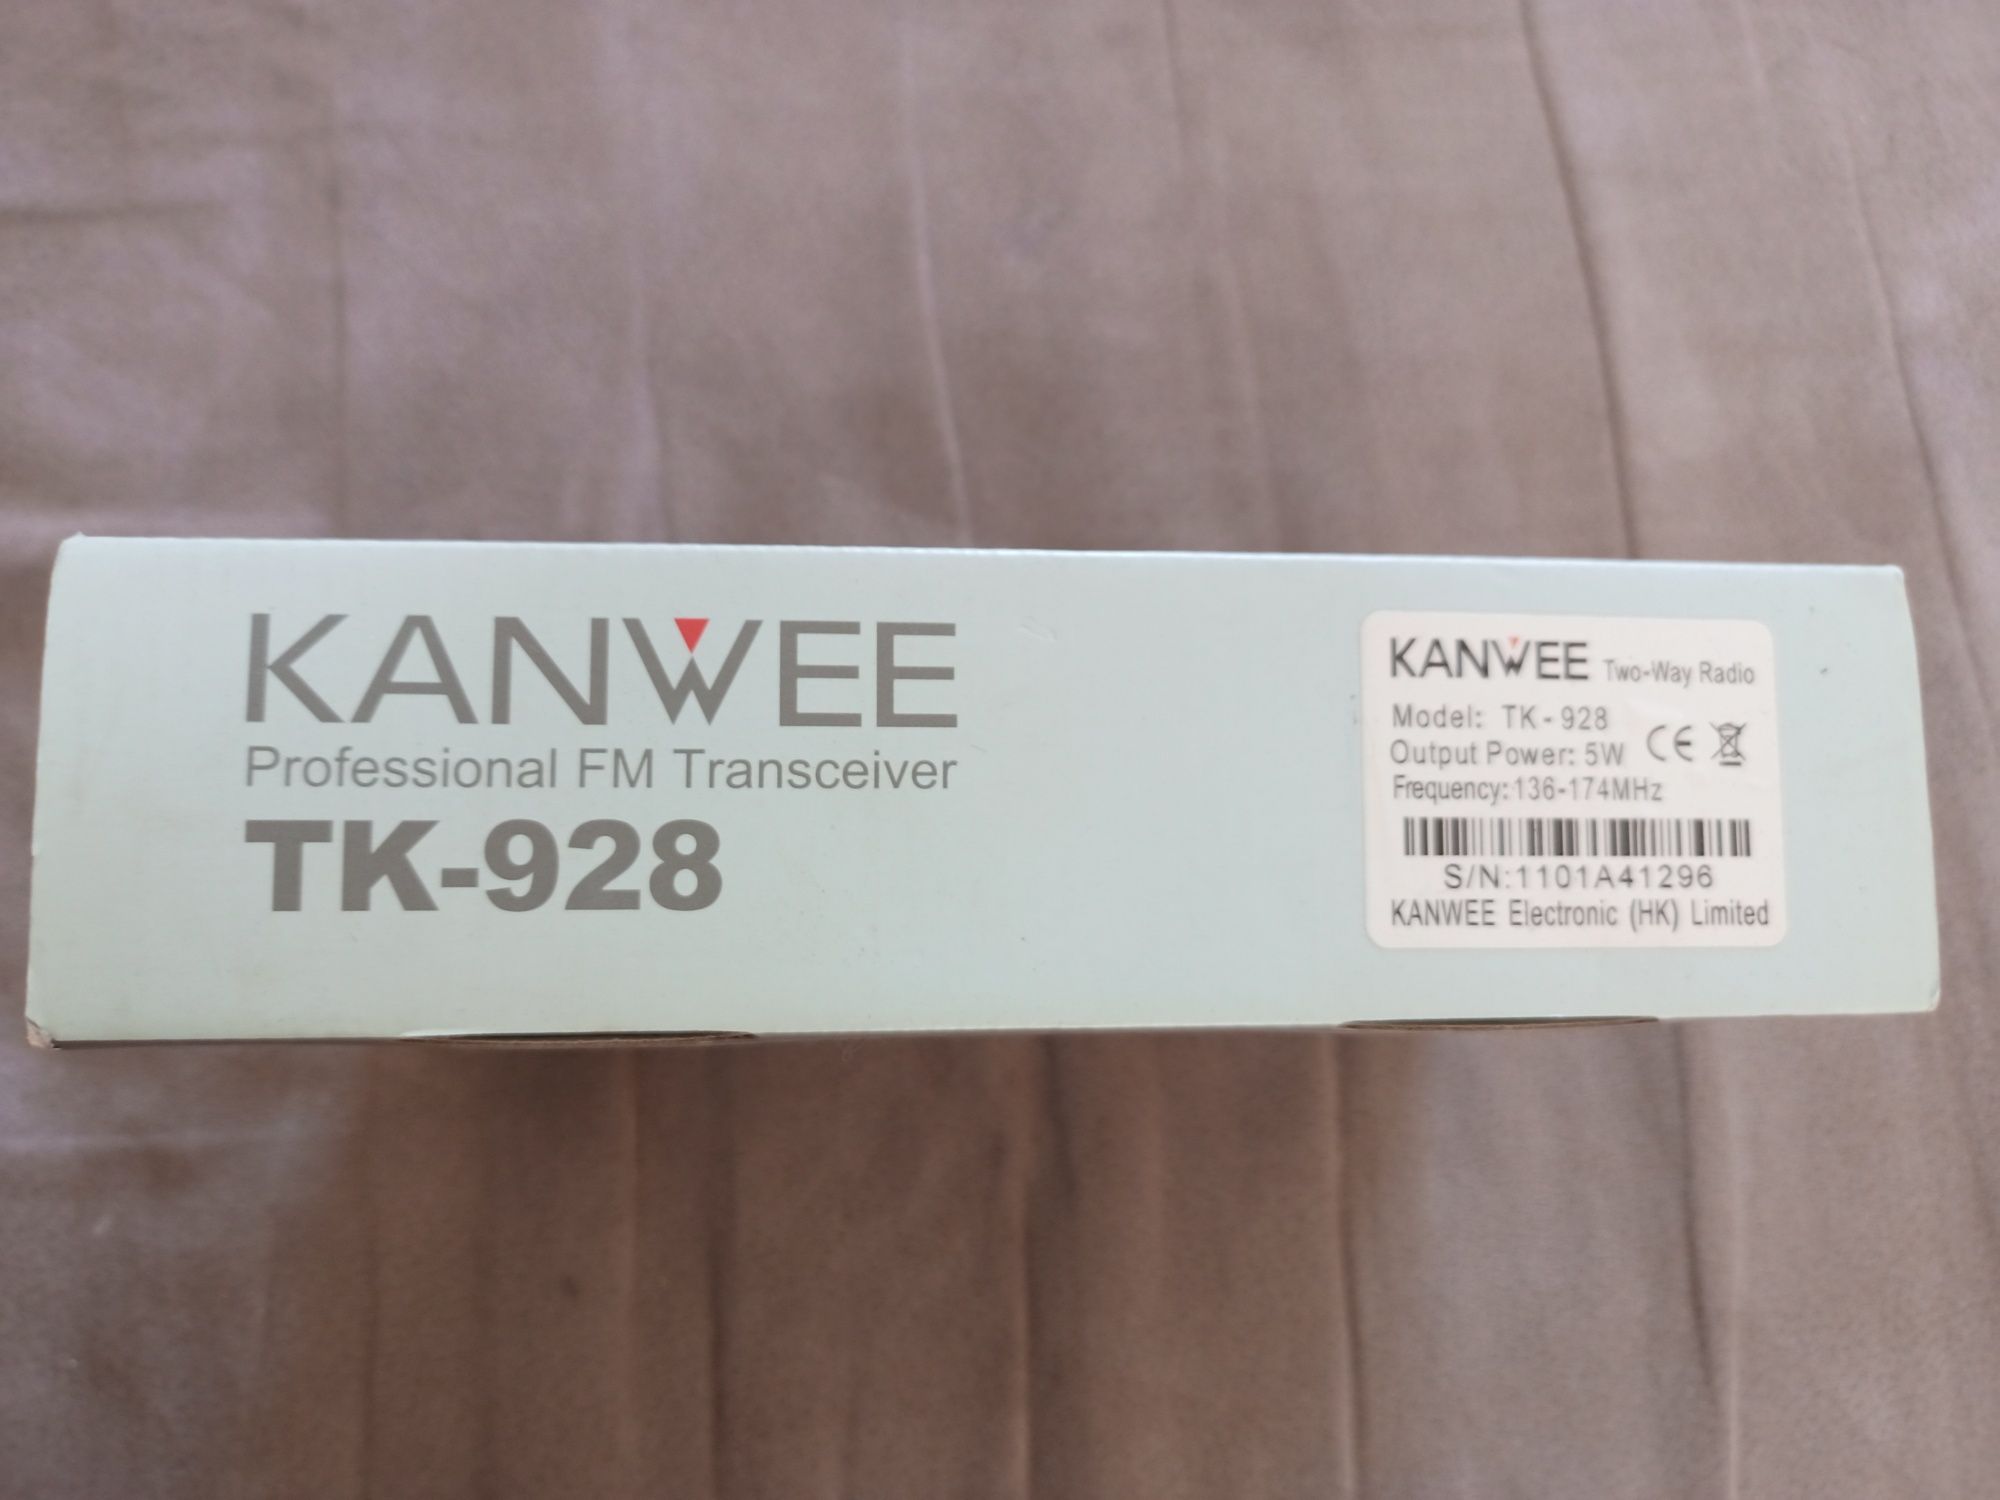 KANWEE
Professional FM Transceiver
TK-928
KANWEE Two-Way Radio
Model: TK-928
Output Power: 5W CE
Frequency:136-174MHz
S/N:1101A41296
KANWEE Electronic (HK) Limited